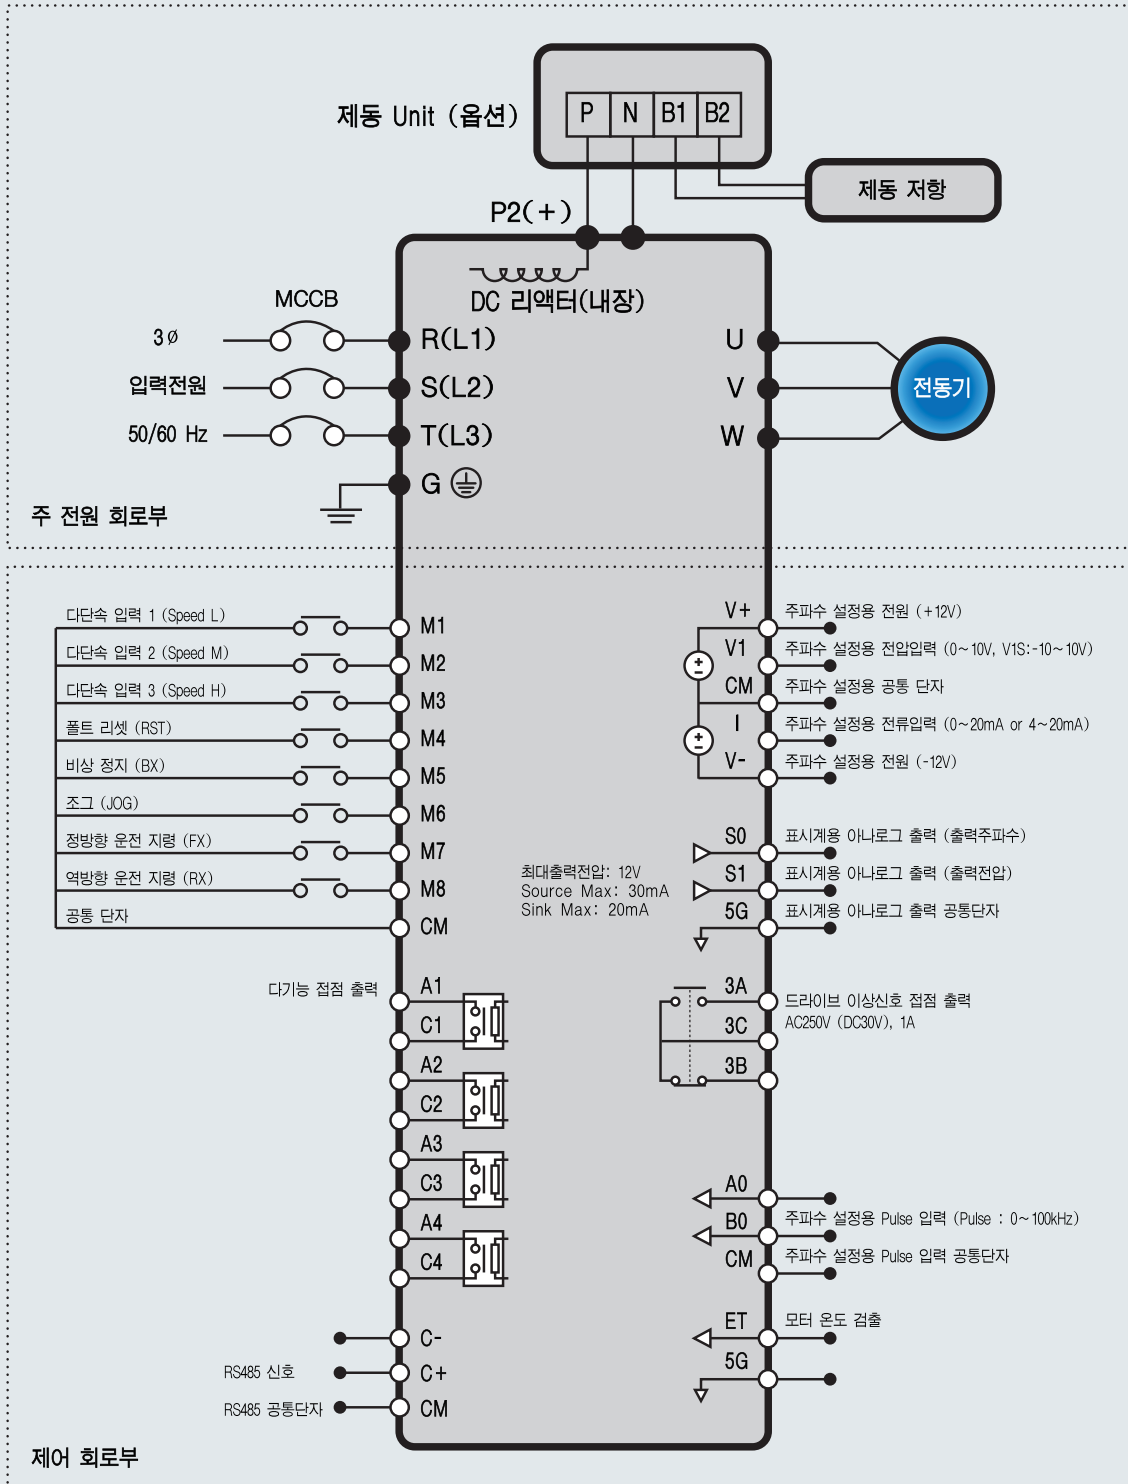 제동 Unit (옵션)
P N B1 B2
제동 저항
P2(+)
DC 리액터(내장)
MCCB
3Ø
입력전원
50/60 Hz
R(L1)
S(L2)
T(L3)
G
U
V
W
전동기
주 전원 회로부
다단속 입력 1 (Speed L)
M1
다단속 입력 2 (Speed M)
M2
다단속 입력 3 (Speed H)
M3
폴트 리셋 (RST)
M4
비상 정지 (BX)
M5
조그 (JOG)
M6
정방향 운전 지령 (FX)
M7
역방향 운전 지령 (RX)
M8
공통 단자
CM
V+
주파수 설정용 전원 (+12V)
V1
주파수 설정용 전압입력 (0~10V, V1S:-10~10V)
CM
주파수 설정용 공통 단자
I
주파수 설정용 전류입력 (0~20mA or 4~20mA)
V-
주파수 설정용 전원 (-12V)
S0
표시계용 아나로그 출력 (출력주파수)
S1
표시계용 아나로그 출력 (출력전압)
5G
표시계용 아나로그 출력 공통단자
최대출력전압: 12V
Source Max: 30mA
Sink Max: 20mA
다기능 접점 출력
A1
C1
A2
C2
A3
C3
A4
C4
3A
3C
3B
드라이브 이상신호 접점 출력
AC250V (DC30V), 1A
A0
B0
주파수 설정용 Pulse 입력 (Pulse : 0~100kHz)
CM
주파수 설정용 Pulse 입력 공통단자
ET
모터 온도 검출
5G
C-
RS485 신호
C+
RS485 공통단자
CM
제어 회로부